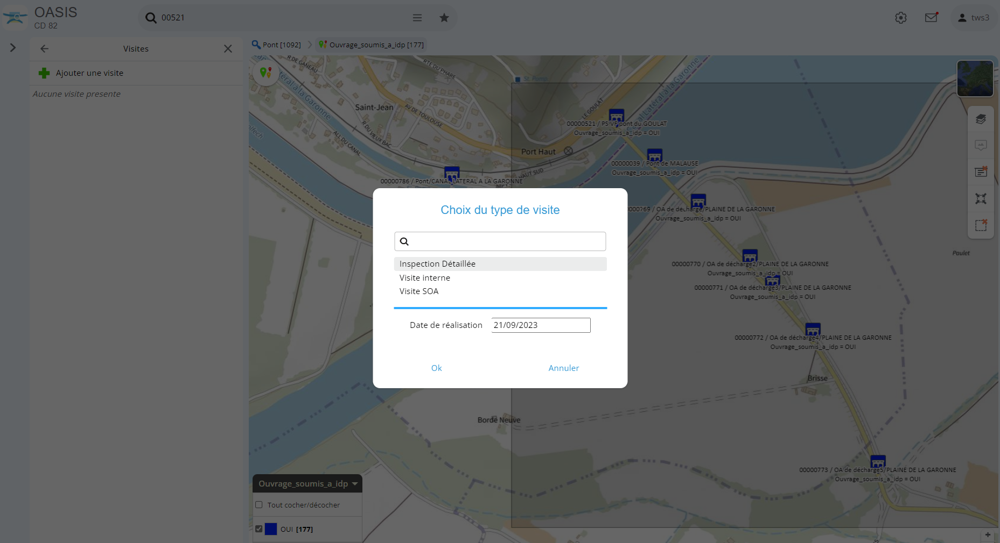 OASIS
CD 82
00521
tws3
Visites
Ajouter une visite
Aucune visite presente
Pont [1092]
Ouvrage_soumis_a_idp [177]
R DE GANEAU
RTE DU PHARE
Saint-Jean
AV DE TOULOUSE
R DU VIEUX BAC
ALL DU CANAL
LE GOULAT
Port Haut
HAUT SUD
00000521 / PS VF pont du GOULAT
Ouvrage_soumis_a_idp = OUI
00000039 / Pont de MALAUSE
Ouvrage_soumis_a_idp = OUI
00000786 / Pont/CANAL LATERAL A LA GARONNE
OA de décharge/PLAINE DE LA GARONNE
Ouvrage_soumis_a_idp = OUI
Paulet
00000770 / OA de décharge2/PLAINE DE LA GARONNE
Ouvrage_soumis_a_idp = OUI
00000771 / OA de décharge3/PLAINE DE LA GARONNE
Ouvrage_soumis_a_idp = OUI
00000772 / OA de décharge4/PLAINE DE LA GARONNE
Ouvrage_soumis_a_idp = OUI
Brisse
Borde Neuve
00000773 / OA de décharge5/PLAINE DE LA GARONNE
Ouvrage_soumis_a_idp = OUI
Choix du type de visite
Inspection Détaillée
Visite interne
Visite SOA
Date de réalisation 21/09/2023
Ok Annuler
Ouvrage_soumis_a_idp
Tout cocher/décocher
OUI [177]
+